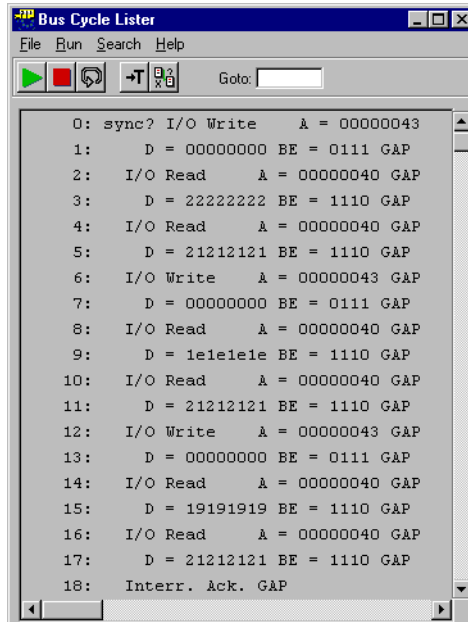 Bus Cycle Lister
File Run Search Help
→T Goto:
0: sync? I/O Write A = 00000043
1: D = 00000000 BE = 0111 GAP
2: I/O Read A = 00000040 GAP
3: D = 22222222 BE = 1110 GAP
4: I/O Read A = 00000040 GAP
5: D = 21212121 BE = 1110 GAP
6: I/O Write A = 00000043 GAP
7: D = 00000000 BE = 0111 GAP
8: I/O Read A = 00000040 GAP
9: D = 1e1e1e1e BE = 1110 GAP
10: I/O Read A = 00000040 GAP
11: D = 21212121 BE = 1110 GAP
12: I/O Write A = 00000043 GAP
13: D = 00000000 BE = 0111 GAP
14: I/O Read A = 00000040 GAP
15: D = 19191919 BE = 1110 GAP
16: I/O Read A = 00000040 GAP
17: D = 21212121 BE = 1110 GAP
18: Interr. Ack. GAP